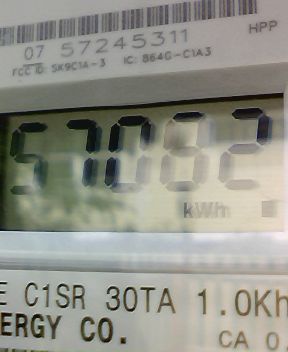 HPP
07 57245311
FCC ID: SK9C1A-3 IC: 864G-C1A3
57082
kWh
E C1SR 30TA 1.0Kh
ERGY CO.
CA 0.